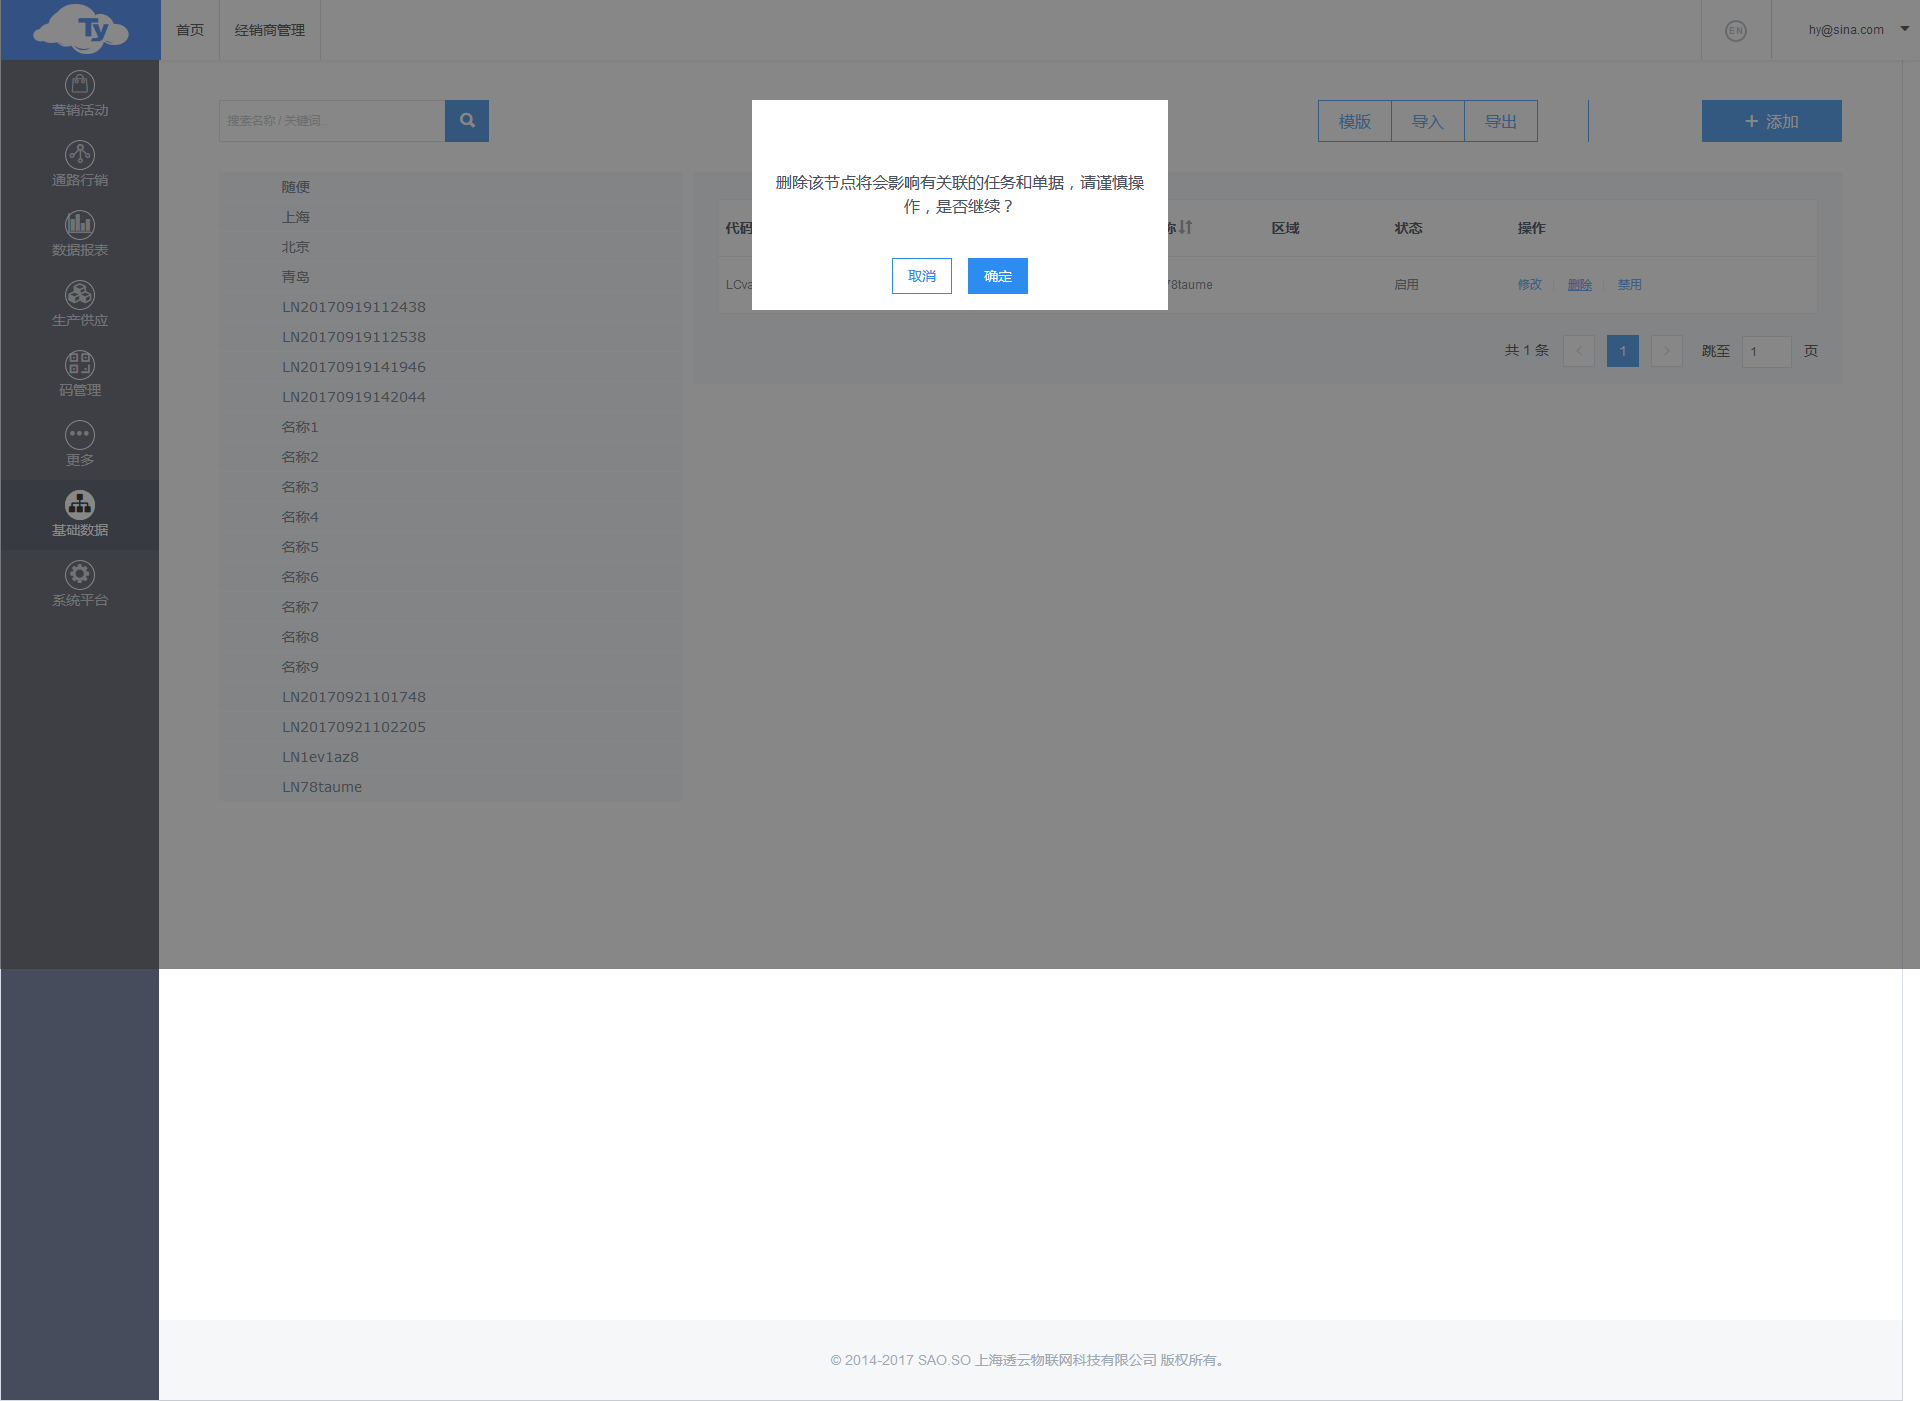 Ty
首页
经销商管理
EN
hy@sina.com
营销活动
通路行销
数据报表
生产供应
码管理
更多
基础数据
系统平台
搜索名称 / 关键词...
模版
导入
导出
+ 添加
随便
上海
北京
青岛
LN20170919112438
LN20170919112538
LN20170919141946
LN20170919142044
名称1
名称2
名称3
名称4
名称5
名称6
名称7
名称8
名称9
LN20170921101748
LN20170921102205
LN1ev1az8
LN78taume
删除该节点将会影响有关联的任务和单据，请谨慎操
作，是否继续？
取消
确定
代码
称
区域
状态
操作
LCva
78taume
启用
修改
删除
禁用
共 1 条
<
1
>
跳至
1
页
© 2014-2017 SAO.SO 上海透云物联网科技有限公司 版权所有。